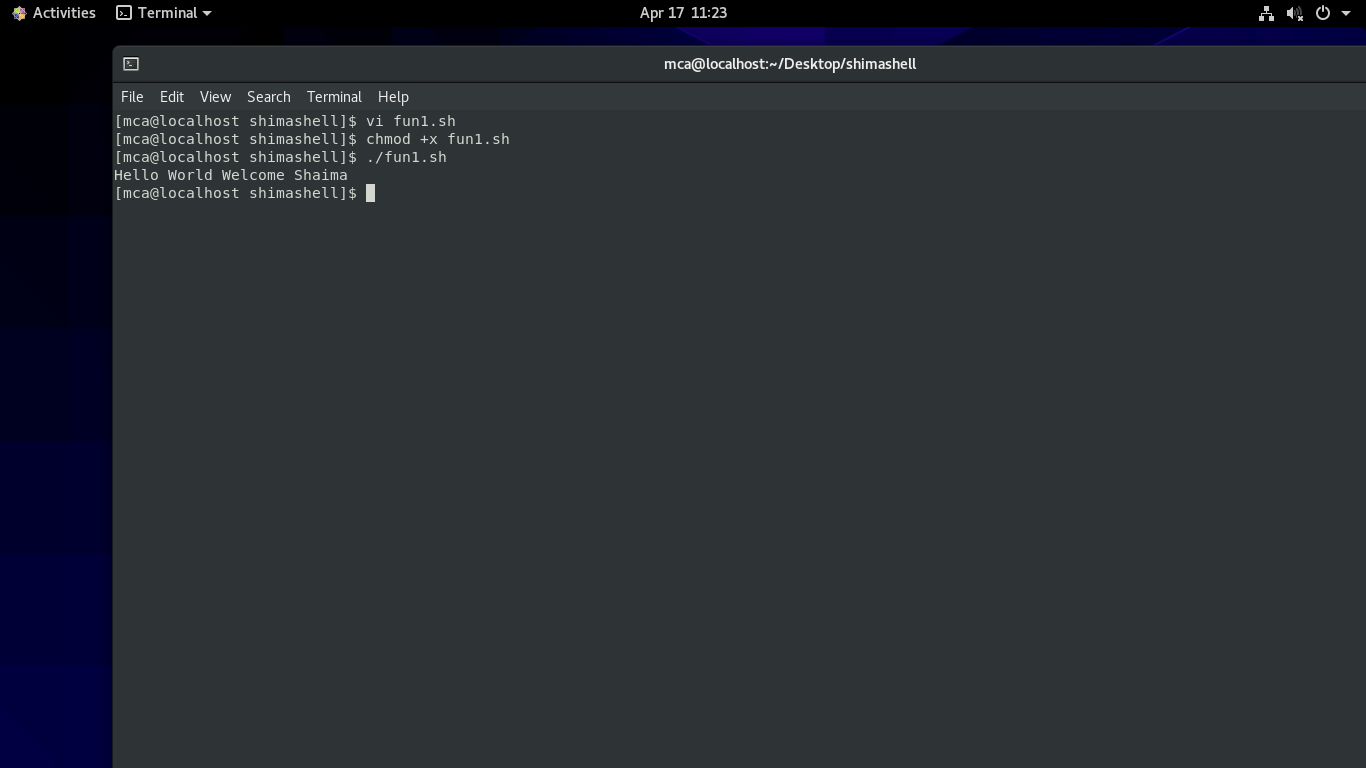 Activities Terminal Apr 17 11:23
mca@localhost:~/Desktop/shimashell
File Edit View Search Terminal Help
[mca@localhost shimashell]$ vi fun1.sh
[mca@localhost shimashell]$ chmod +x fun1.sh
[mca@localhost shimashell]$ ./fun1.sh
Hello World Welcome Shaima
[mca@localhost shimashell]$